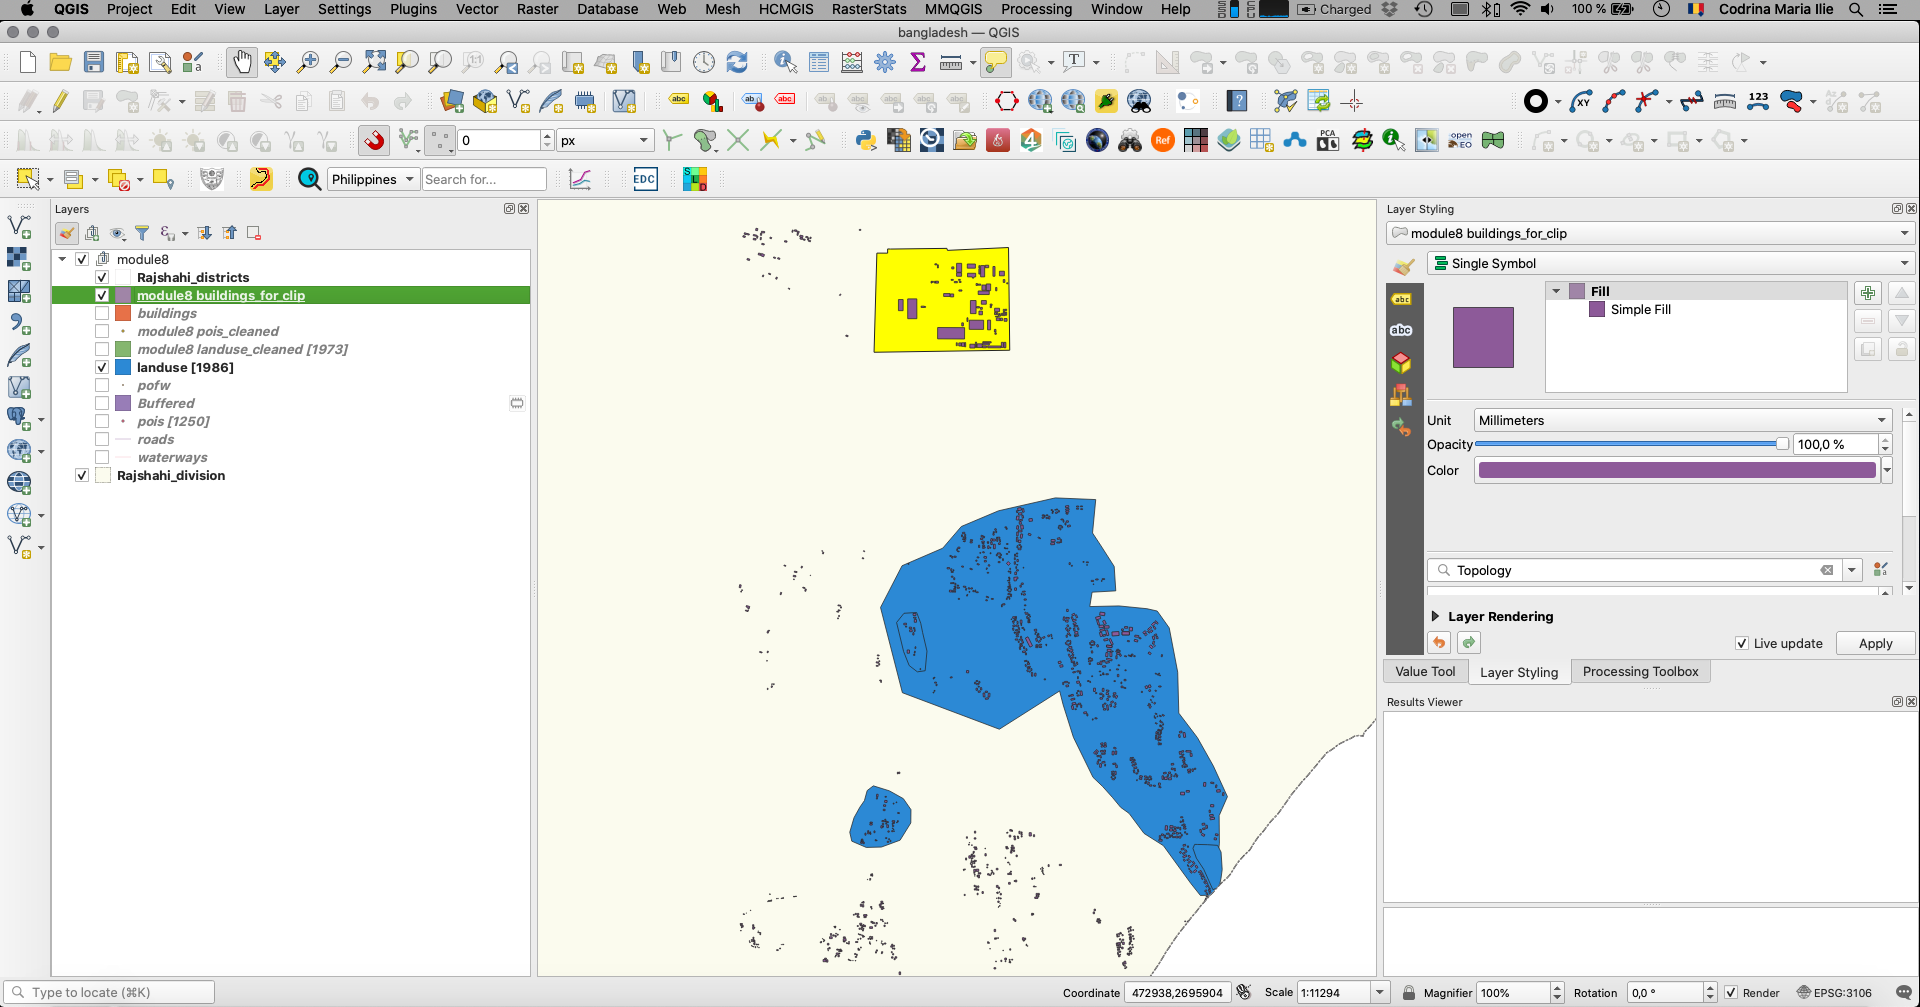 QGIS Project Edit View Layer Settings Plugins Vector Raster Database Web Mesh HCMGIS RasterStats MMQGIS Processing Window Help Charged 100 % Codrina Maria Ilie
bangladesh — QGIS
0 px
Philippines Search for... EDC
Layers
module8
Rajshahi_districts
module8 buildings_for_clip
buildings
module8 pois_cleaned
module8 landuse_cleaned [1973]
landuse [1986]
pofw
Buffered
pois [1250]
roads
waterways
Rajshahi_division
Layer Styling
module8 buildings_for_clip
Single Symbol
Fill
Simple Fill
Unit Millimeters
Opacity 100,0 %
Color
Topology
Layer Rendering
Live update Apply
Value Tool Layer Styling Processing Toolbox
Results Viewer
Type to locate (⌘K) Coordinate 472938,2695904 Scale 1:11294 Magnifier 100% Rotation 0,0 ° Render EPSG:3106